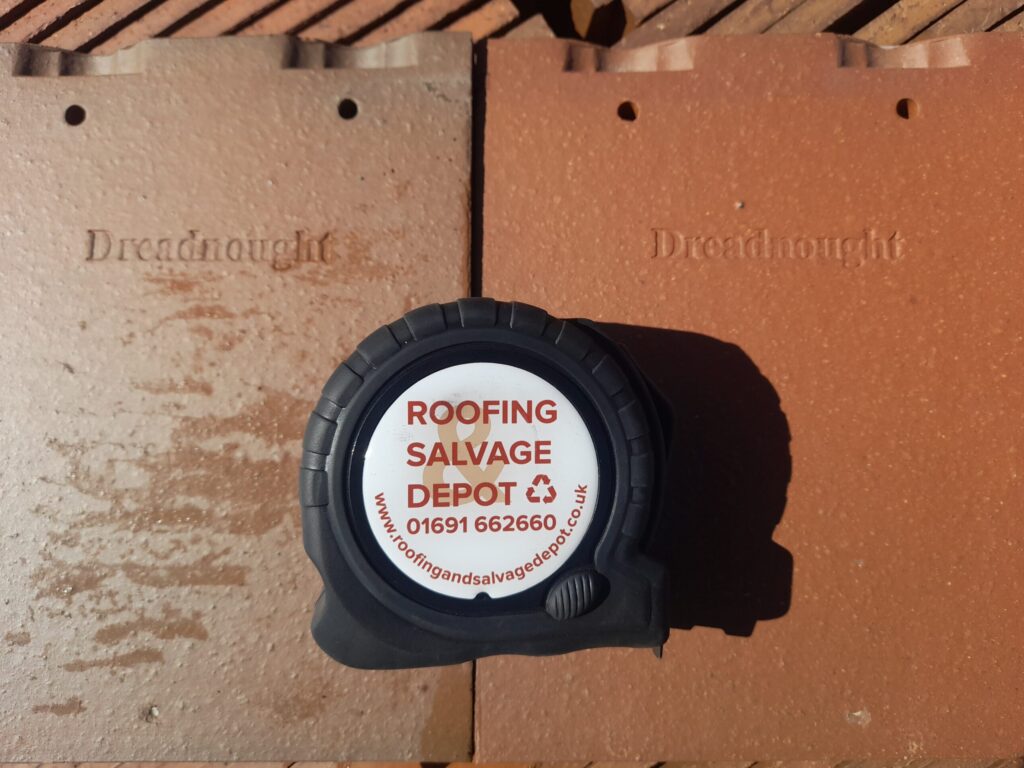 Dreadnought
Dreadnought
ROOFING
&
SALVAGE
DEPOT
01691 662660
www.roofingandsalvagedepot.co.uk